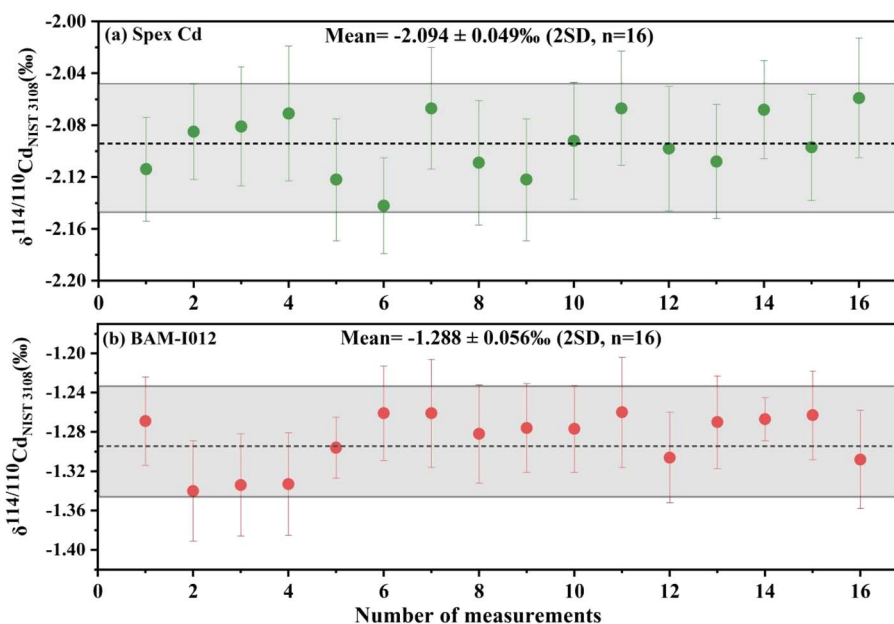 (a) Spex Cd
Mean= -2.094 ± 0.049‰ (2SD, n=16)
δ¹¹⁴/¹¹⁰Cd_NIST 3108(‰)
-2.00
-2.04
-2.08
-2.12
-2.16
-2.20
0 2 4 6 8 10 12 14 16
(b) BAM-I012
Mean= -1.288 ± 0.056‰ (2SD, n=16)
δ¹¹⁴/¹¹⁰Cd_NIST 3108(‰)
-1.20
-1.24
-1.28
-1.32
-1.36
-1.40
0 2 4 6 8 10 12 14 16
Number of measurements